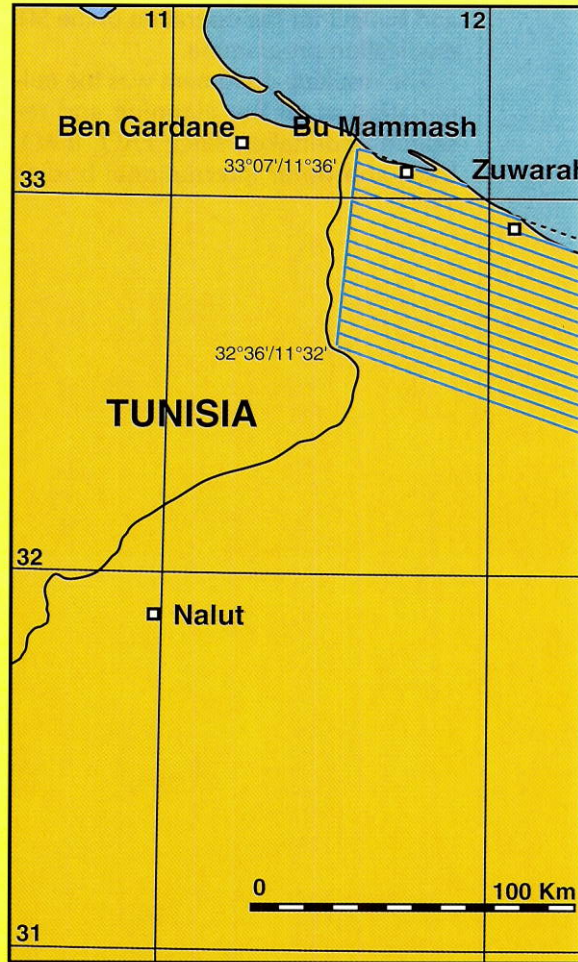 11
12
Ben Gardane
Bu Mammash
33°07'/11°36'
Zuwarah
33
32°36'/11°32'
TUNISIA
32
Nalut
0
100 Km
31